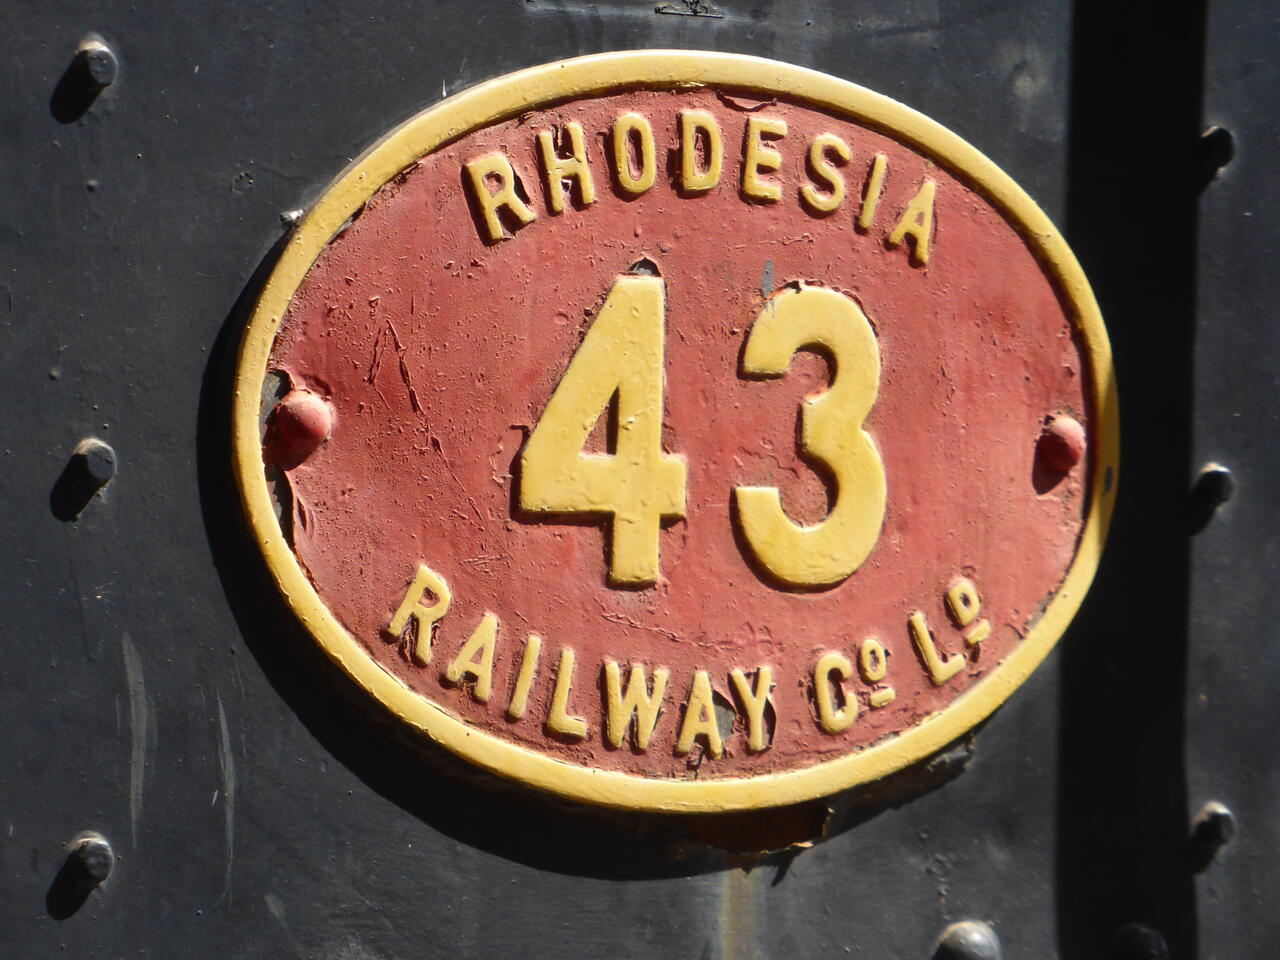 RHODESIA
43
RAILWAY Cº Lᴰ